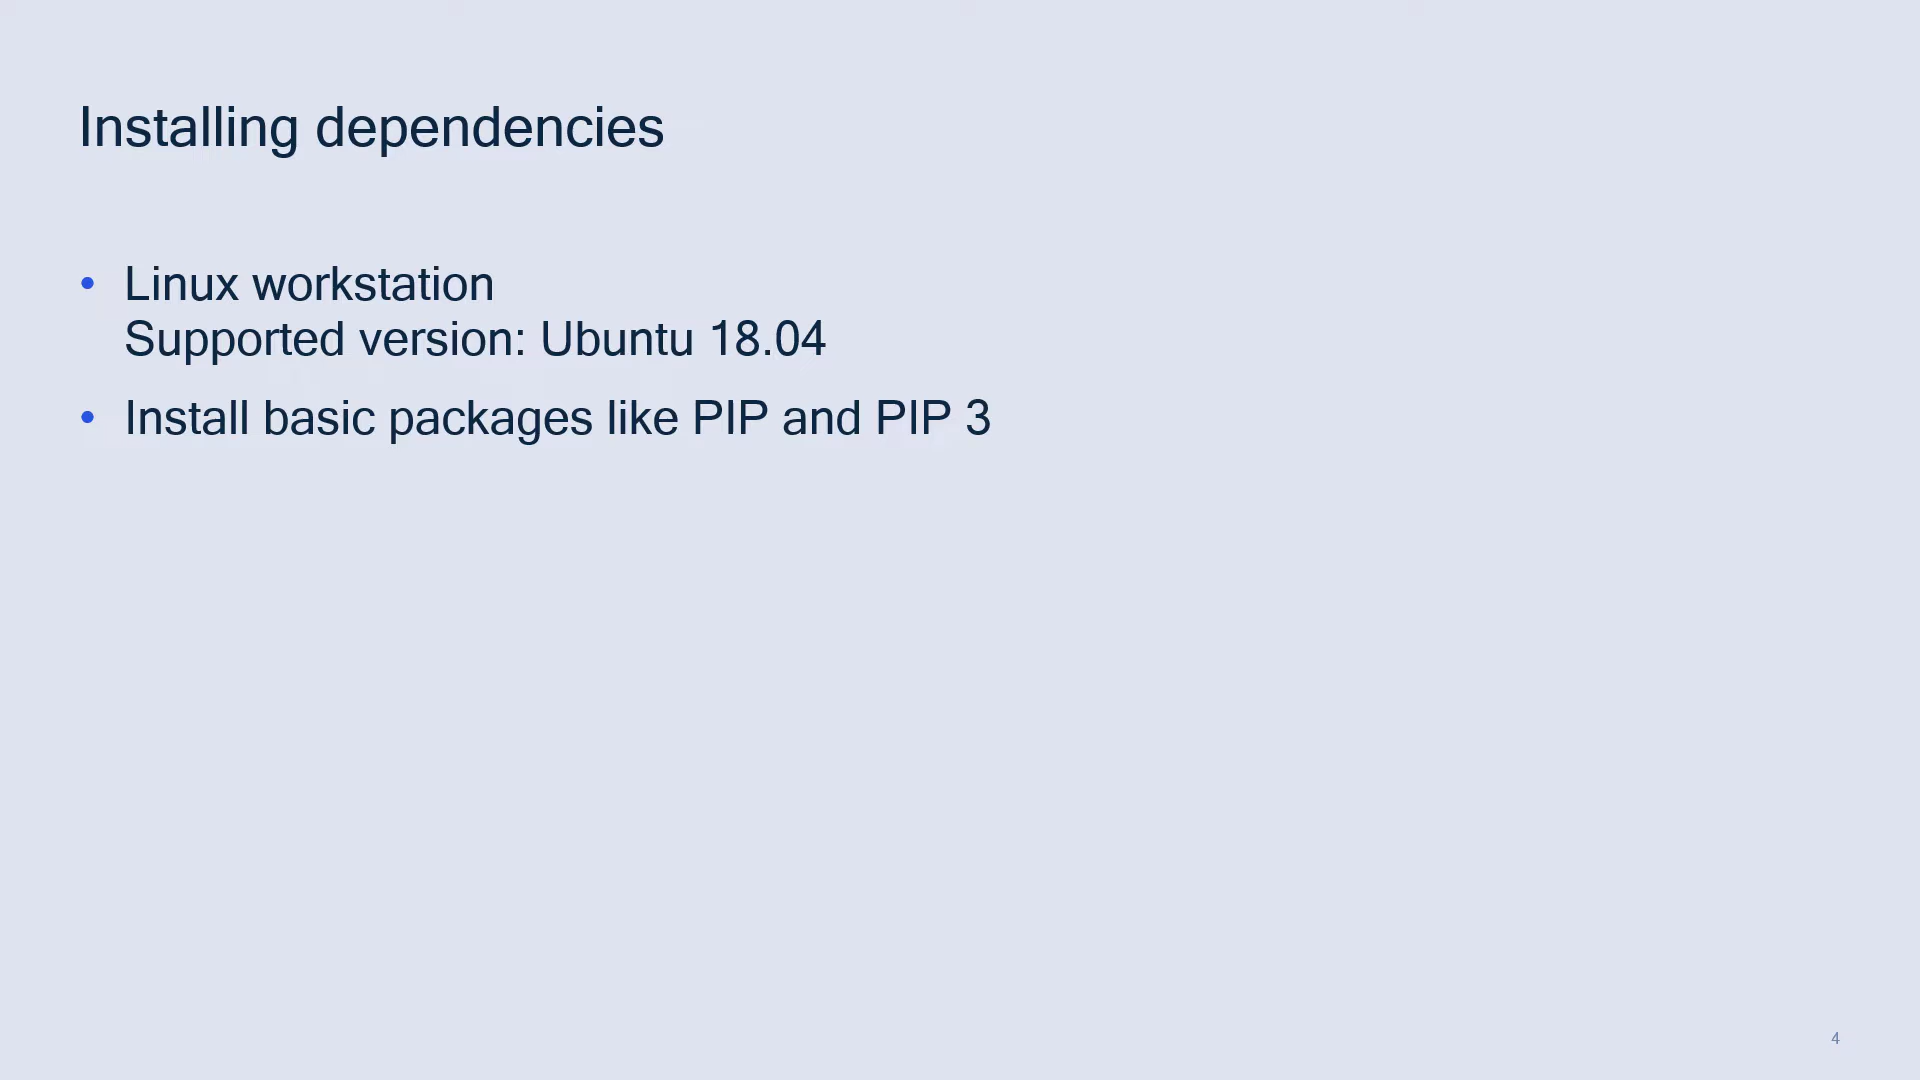 Installing dependencies
• Linux workstation
Supported version: Ubuntu 18.04
• Install basic packages like PIP and PIP 3
4